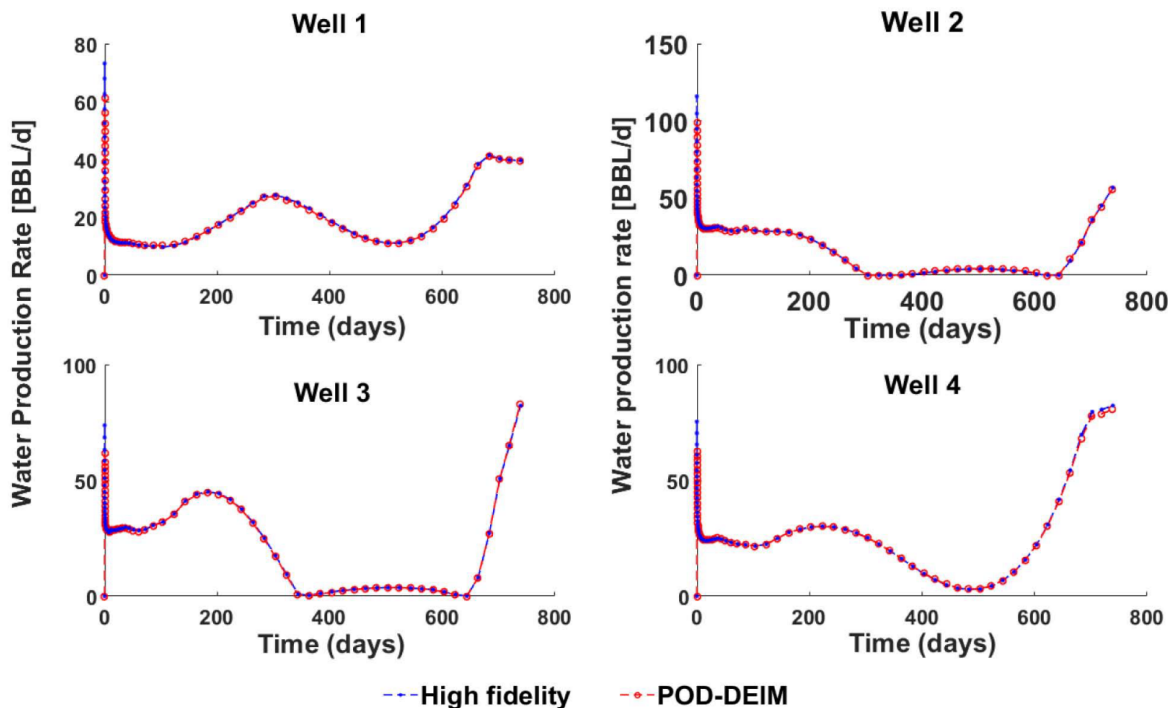 Well 1
Water Production Rate [BBL/d]
80
60
40
20
0
0 200 400 600 800
Time (days)
Well 2
Water production rate [BBL/d]
150
100
50
0
0 200 400 600 800
Time (days)
Well 3
100
50
0
0 200 400 600 800
Time (days)
Well 4
100
50
0
0 200 400 600 800
Time (days)
High fidelity POD-DEIM